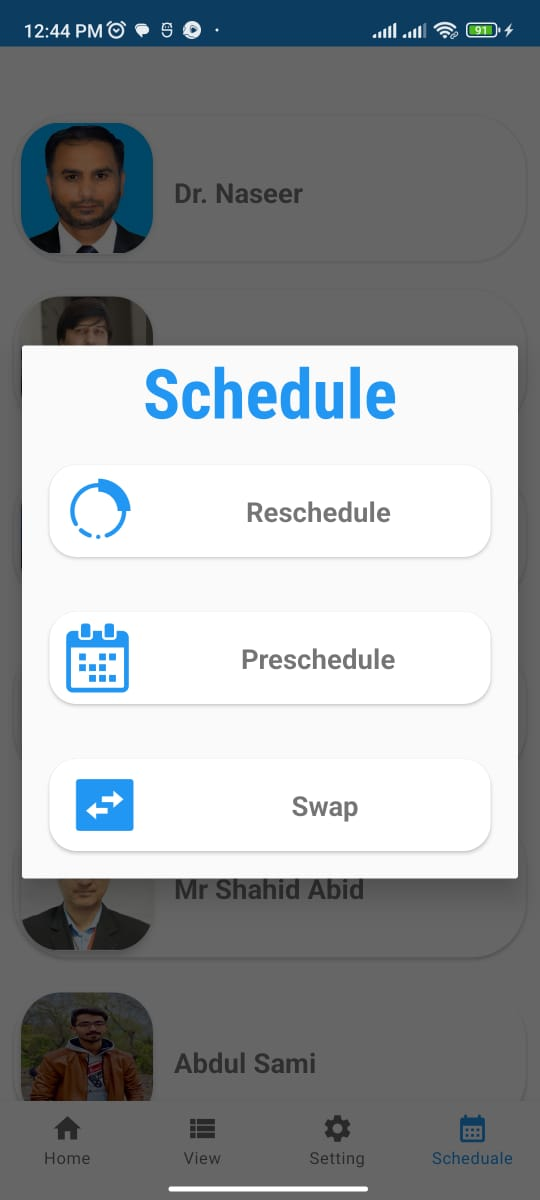 12:44 PM
91
Dr. Naseer
Schedule
Reschedule
Preschedule
Swap
Mr Shahid Abid
Abdul Sami
Home
View
Setting
Scheduale